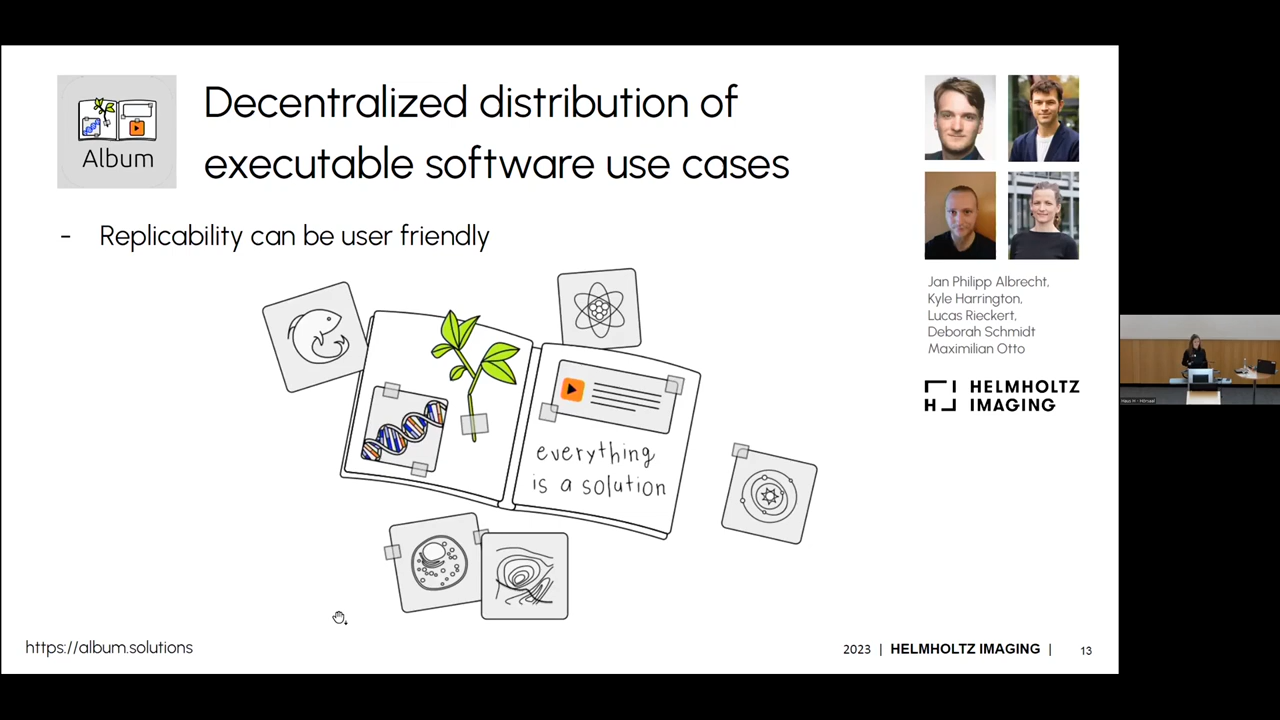 Album
Decentralized distribution of
executable software use cases
- Replicability can be user friendly
everything
is a solution
Jan Philipp Albrecht,
Kyle Harrington,
Lucas Rieckert,
Deborah Schmidt
Maximilian Otto
HELMHOLTZ
IMAGING
https://album.solutions
2023 | HELMHOLTZ IMAGING | 13